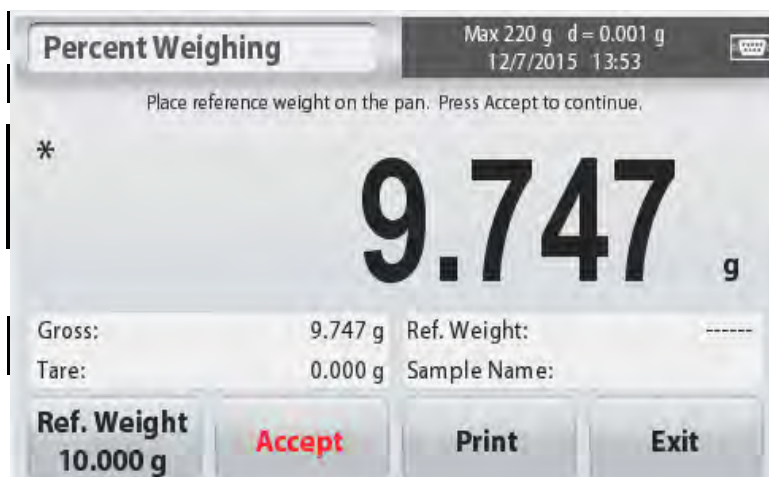 Percent Weighing
Max 220 g d = 0.001 g
12/7/2015 13:53
Place reference weight on the pan. Press Accept to continue.
*
9.747 g
Gross: 9.747 g
Ref. Weight: ------
Tare: 0.000 g
Sample Name:
Ref. Weight
10.000 g
Accept
Print
Exit